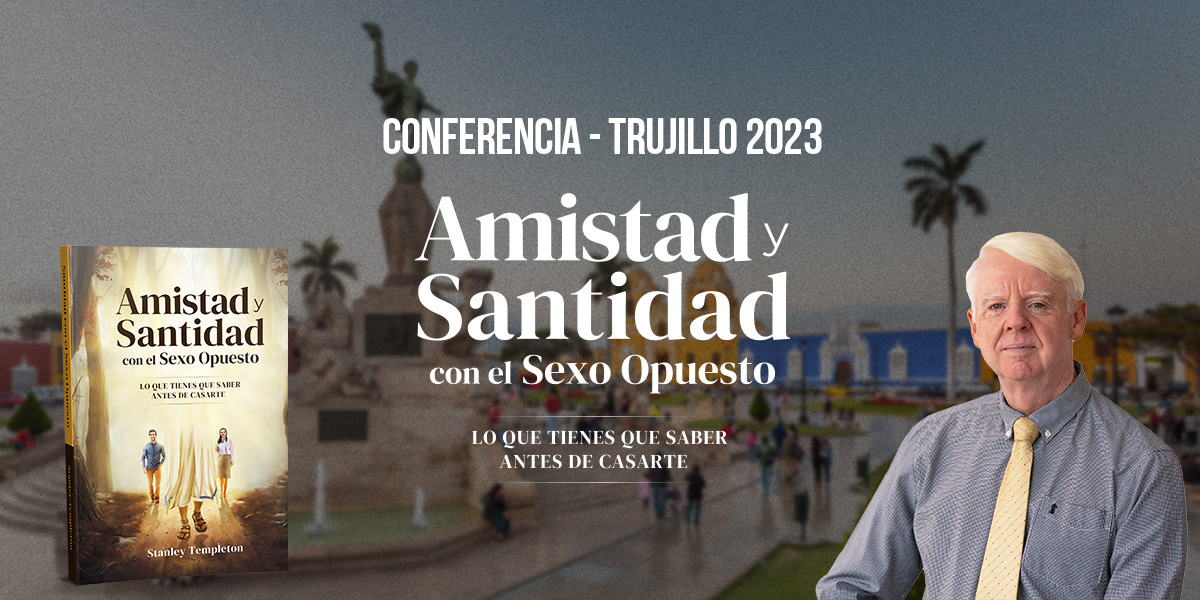 CONFERENCIA - TRUJILLO 2023
Amistad y
Santidad
con el Sexo Opuesto
LO QUE TIENES QUE SABER
ANTES DE CASARTE
Amistad y
Santidad
con el Sexo Opuesto
LO QUE TIENES QUE SABER
ANTES DE CASARTE
Stanley Templeton